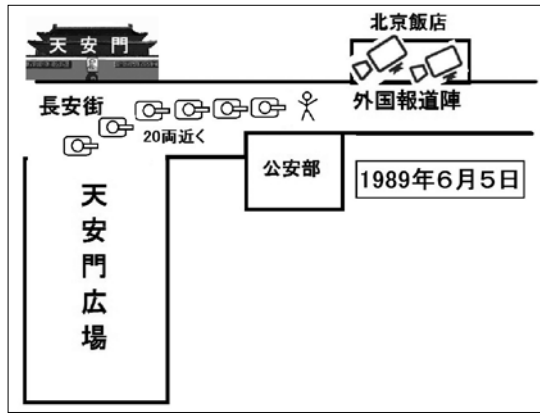 天安門
北京飯店
長安街
外国報道陣
20両近く
公安部
1989年6月5日
天安門広場